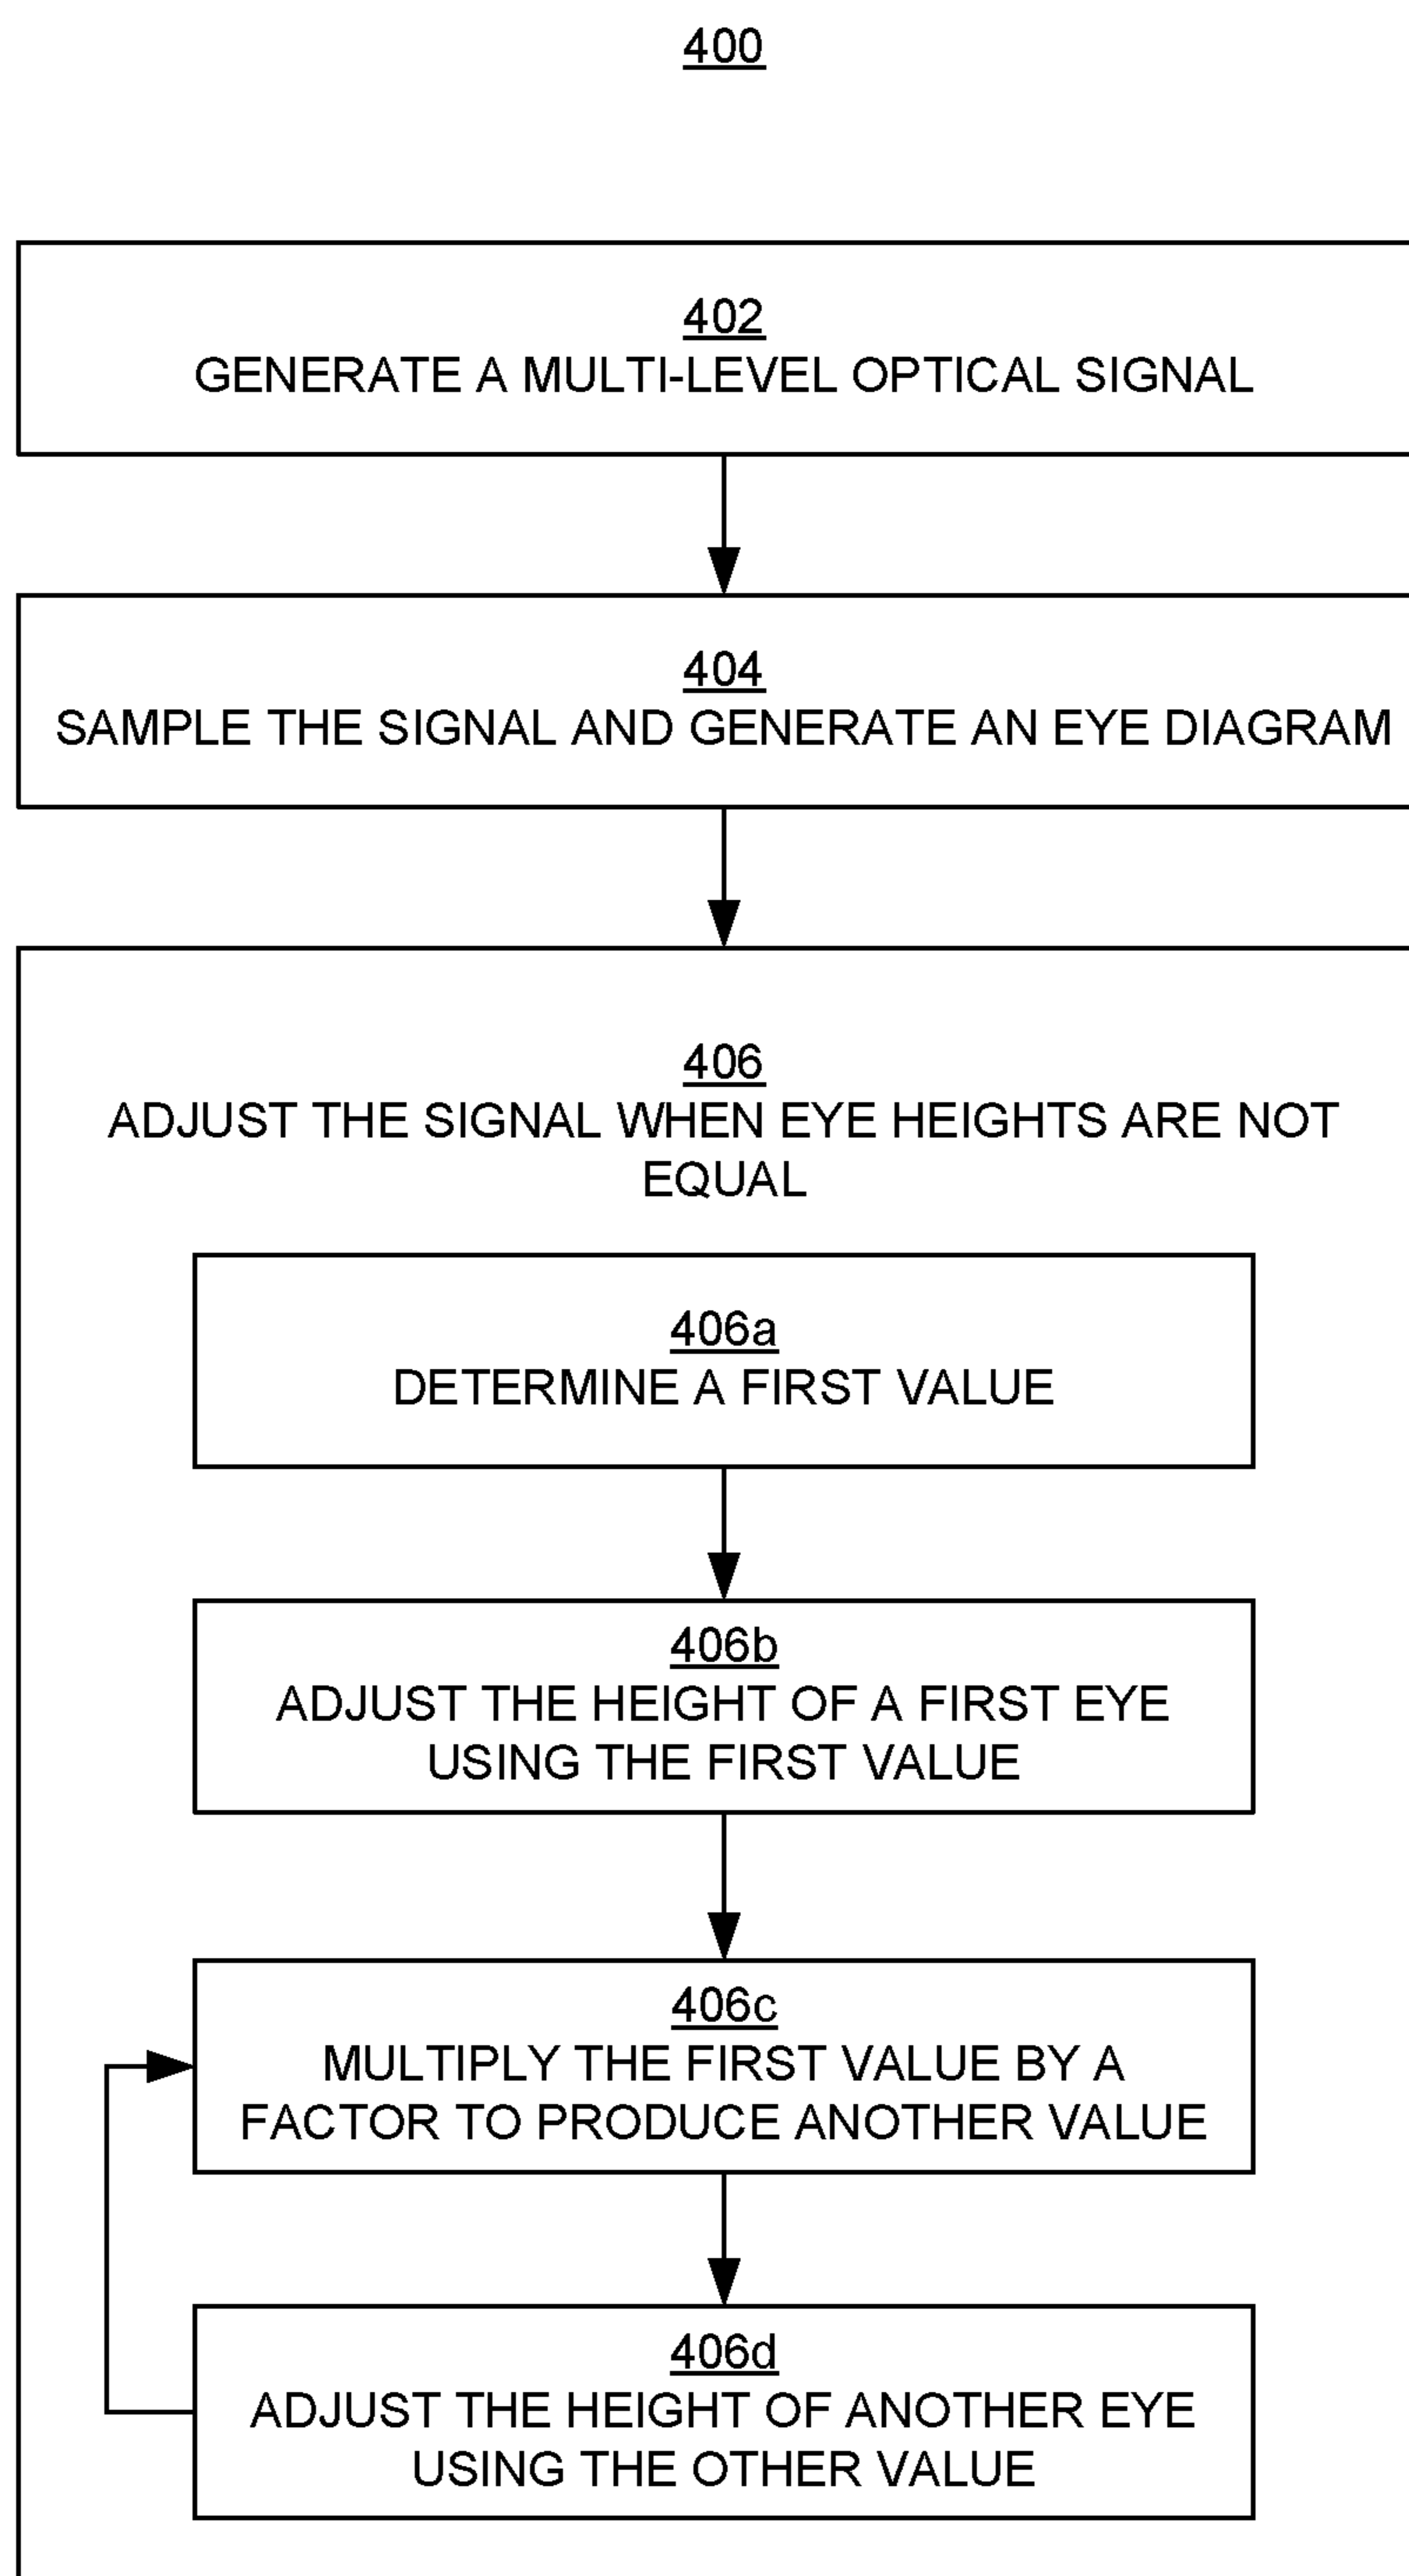 400
402
GENERATE A MULTI-LEVEL OPTICAL SIGNAL
404
SAMPLE THE SIGNAL AND GENERATE AN EYE DIAGRAM
406
ADJUST THE SIGNAL WHEN EYE HEIGHTS ARE NOT
EQUAL
406a
DETERMINE A FIRST VALUE
406b
ADJUST THE HEIGHT OF A FIRST EYE
USING THE FIRST VALUE
406c
MULTIPLY THE FIRST VALUE BY A
FACTOR TO PRODUCE ANOTHER VALUE
406d
ADJUST THE HEIGHT OF ANOTHER EYE
USING THE OTHER VALUE